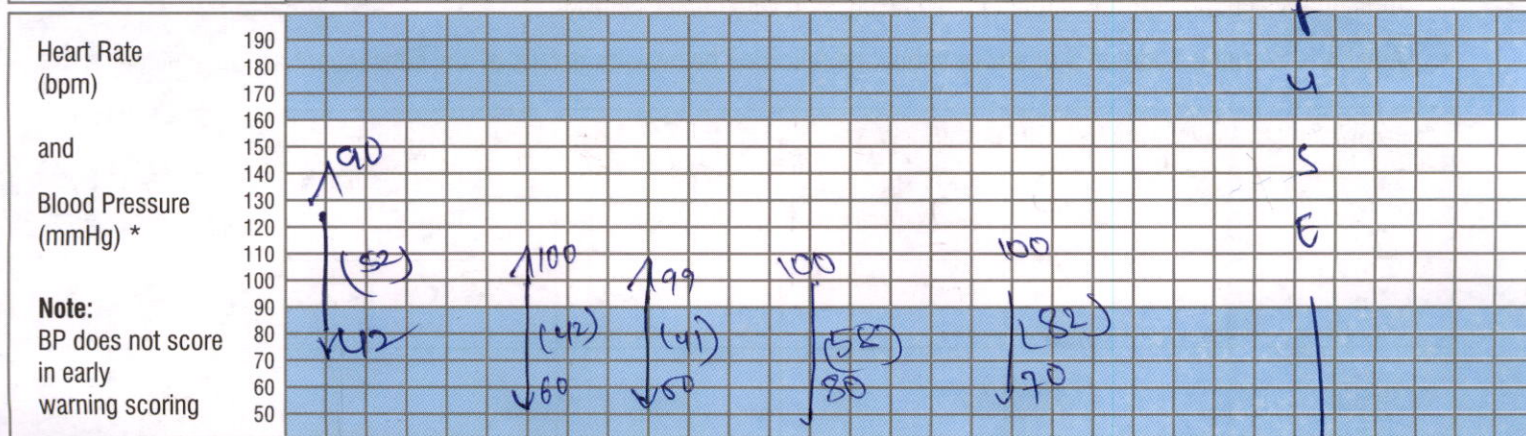 Heart Rate
(bpm)
and
Blood Pressure
(mmHg) *
Note:
BP does not score
in early
warning scoring
190
180
170
160
150
140
130
120
110
100
90
80
70
60
50
90
(52)
42
100
(42)
60
99
(41)
60
100
(58)
80
100
(82)
70
U
S
E